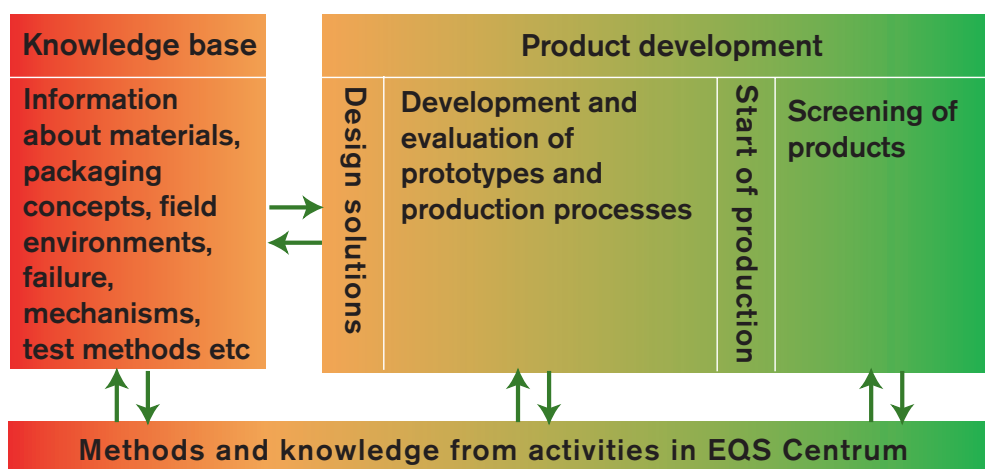 Knowledge base
Information
about materials,
packaging
concepts, field
environments,
failure,
mechanisms,
test methods etc
Product development
Design solutions
Development and
evaluation of
prototypes and
production processes
Start of production
Screening of
products
Methods and knowledge from activities in EQS Centrum